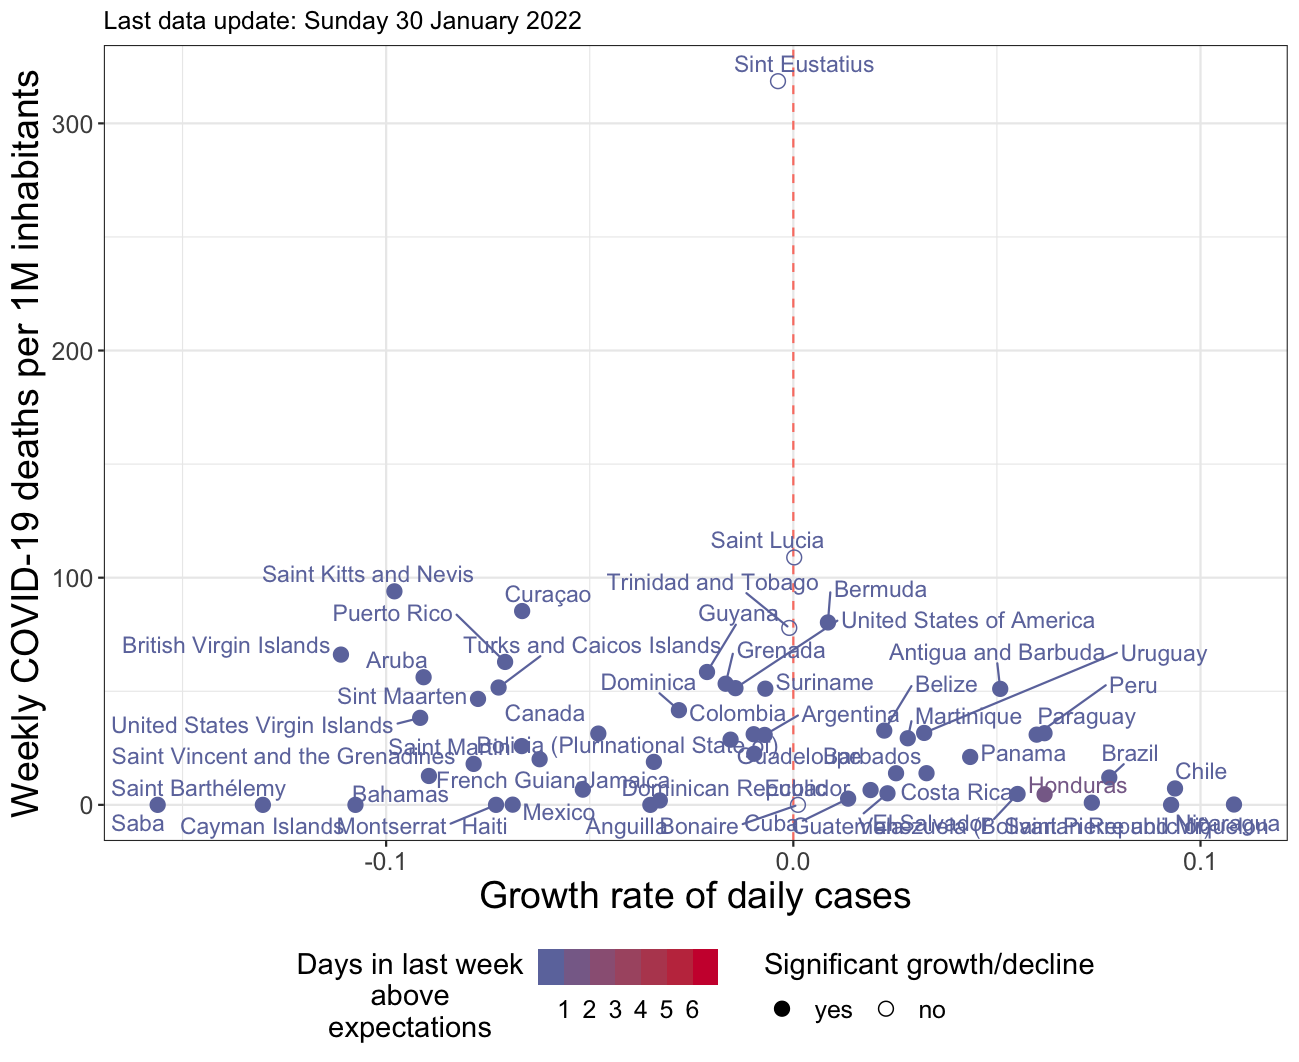 Last data update: Sunday 30 January 2022
Weekly COVID-19 deaths per 1M inhabitants
300
200
100
0
Sint Eustatius
Saint Lucia
Saint Kitts and Nevis
Trinidad and Tobago
Bermuda
Curaçao
Puerto Rico
Guyana
United States of America
British Virgin Islands
Turks and Caicos Islands
Grenada
Antigua and Barbuda
Uruguay
Aruba
Dominica
Suriname
Belize
Peru
Sint Maarten
Canada
Colombia
Argentina
Martinique
Paraguay
United States Virgin Islands
Saint Martin
Bolivia (Plurinational State of)
Saint Vincent and the Grenadines
Guadeloupe
Barbados
Panama
Brazil
French Guiana
Jamaica
Chile
Saint Barthélemy
Bahamas
Dominican Republic
Ecuador
Costa Rica
Honduras
Mexico
Saba
Cayman Islands
Montserrat
Haiti
Anguilla
Bonaire
Cuba
Guatemala
El Salvador
Venezuela (Bolivarian Republic of)
Saint Pierre and Miquelon
Nicaragua
-0.1
0.0
0.1
Growth rate of daily cases
Days in last week
above
expectations
1 2 3 4 5 6
Significant growth/decline
yes
no